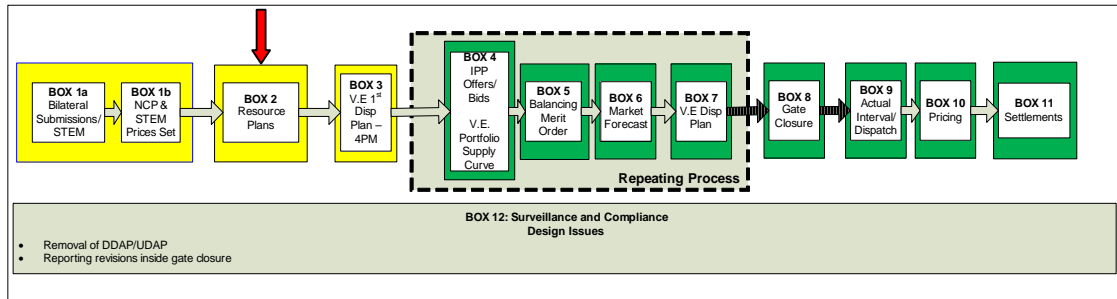 BOX 1a
Bilateral
Submissions/
STEM
BOX 1b
NCP &
STEM
Prices Set
BOX 2
Resource
Plans
BOX 3
V.E 1st
Disp
Plan –
4PM
BOX 4
IPP
Offers/
Bids
V.E.
Portfolio
Supply
Curve
BOX 5
Balancing
Merit
Order
BOX 6
Market
Forecast
BOX 7
V.E Disp
Plan
Repeating Process
BOX 8
Gate
Closure
BOX 9
Actual
Interval/
Dispatch
BOX 10
Pricing
BOX 11
Settlements
BOX 12: Surveillance and Compliance
Design Issues
• Removal of DDAP/UDAP
• Reporting revisions inside gate closure